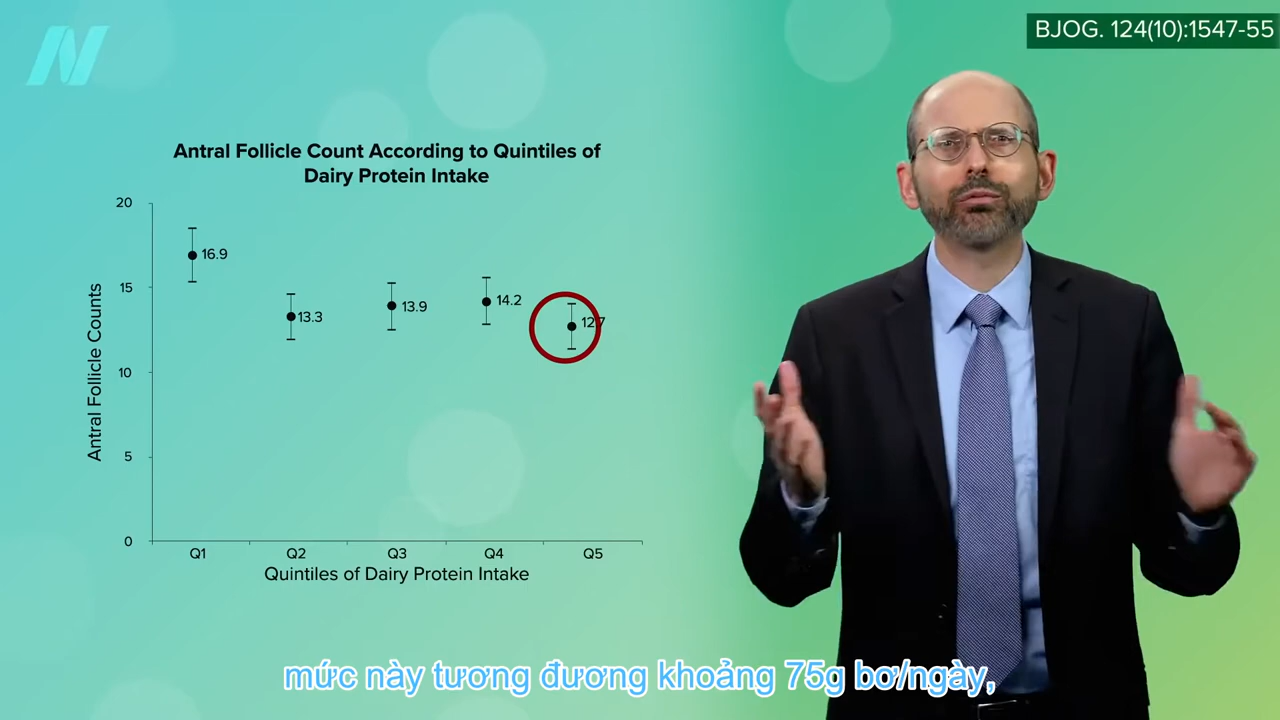 BJOG. 124(10):1547-55
Antral Follicle Count According to Quintiles of
Dairy Protein Intake
Antral Follicle Counts
20
15
10
5
0
16.9
13.3
13.9
14.2
12.7
Q1 Q2 Q3 Q4 Q5
Quintiles of Dairy Protein Intake
mức này tương đương khoảng 75g bơ/ngày,